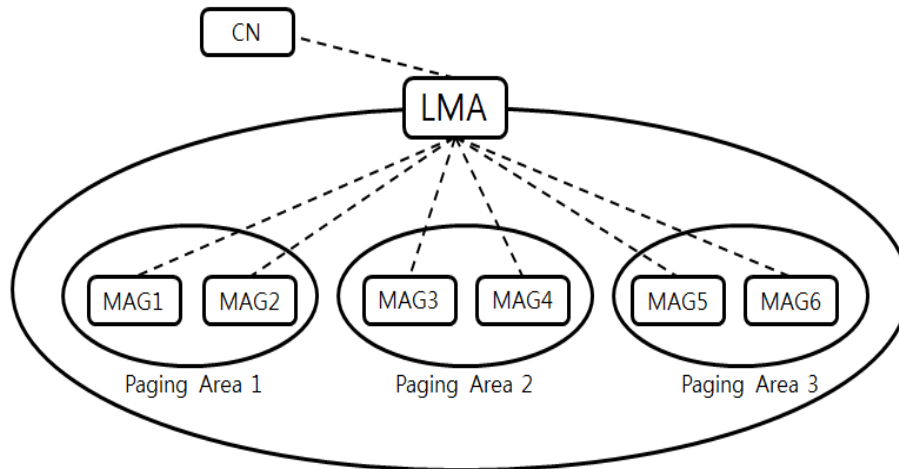 CN
LMA
MAG1
MAG2
MAG3
MAG4
MAG5
MAG6
Paging Area 1
Paging Area 2
Paging Area 3